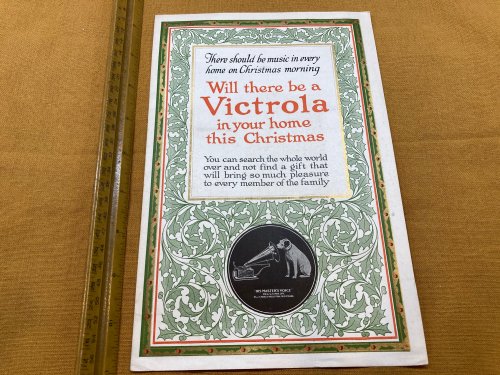 There should be music in every
home on Christmas morning
Will there be a
Victrola
in your home
this Christmas
You can search the whole world
over and not find a gift that
will bring so much pleasure
to every member of the family
"HIS MASTER'S VOICE"